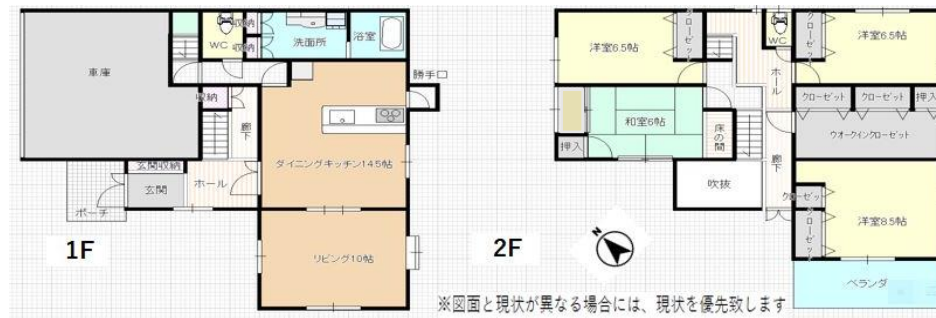 収納
WC
収納
洗面所
浴室
車庫
勝手口
収納
廊下
ダイニングキッチン14.5帖
玄関収納
玄関
ホール
ポーチ
1F
リビング10帖
洋室6.5帖
クローゼット
WC
クローゼット
洋室6.5帖
ホール
和室6帖
床の間
押入
クローゼット
クローゼット
押入
ウオークインクローゼット
廊下
吹抜
クローゼット
クローゼット
洋室8.5帖
2F
N
ベランダ
※図面と現状が異なる場合には、現状を優先致します